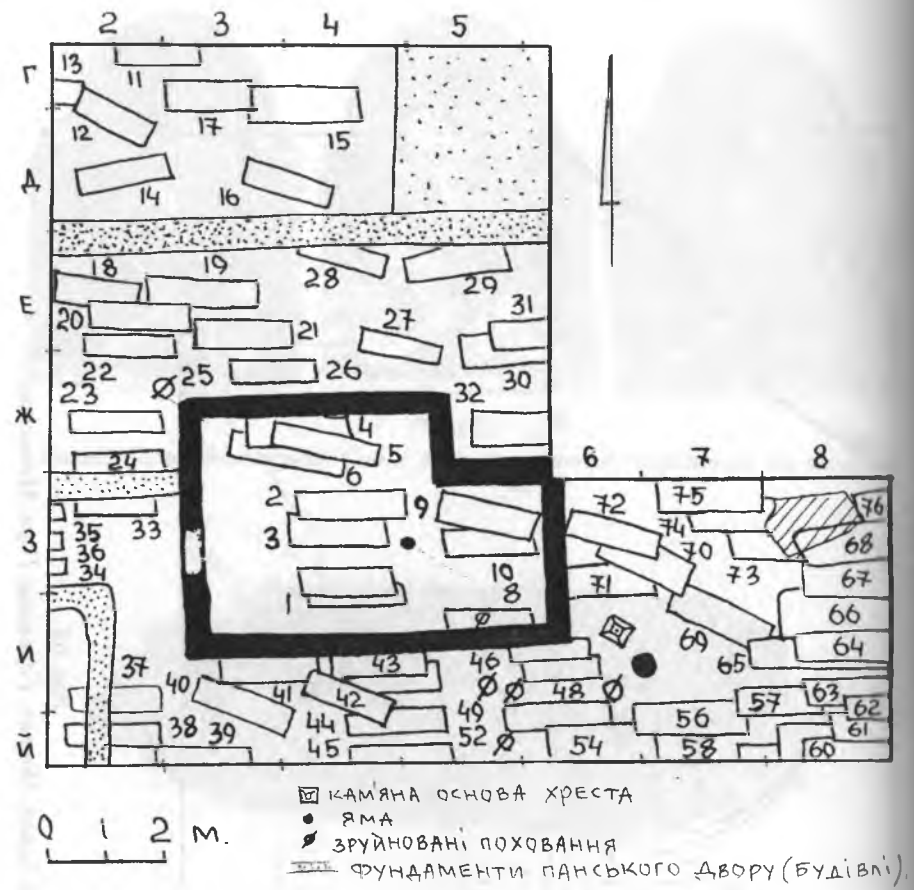 2 3 4 5
Г
13 11
12 17 15
Д
14 16
18 19 28 29
Е
20 21 27 31
22 25 26 30
23 32
Ж
4
5
24 6
6 7 8
2 9 72 75 76
35 33 74
З
36 3 70 68
34 10 73
71 67
1 8 66
69
И
37 43 46 65 64
40 41 42 48 57 63
49 56 62
38 39 44 61
Й
45 52 54 58 60
КАМ'ЯНА ОСНОВА ХРЕСТА
ЯМА
0 1 2 М.
ЗРУЙНОВАНІ ПОХОВАННЯ
ФУНДАМЕНТИ ПАНСЬКОГО ДВОРУ (БУДІВЛІ).